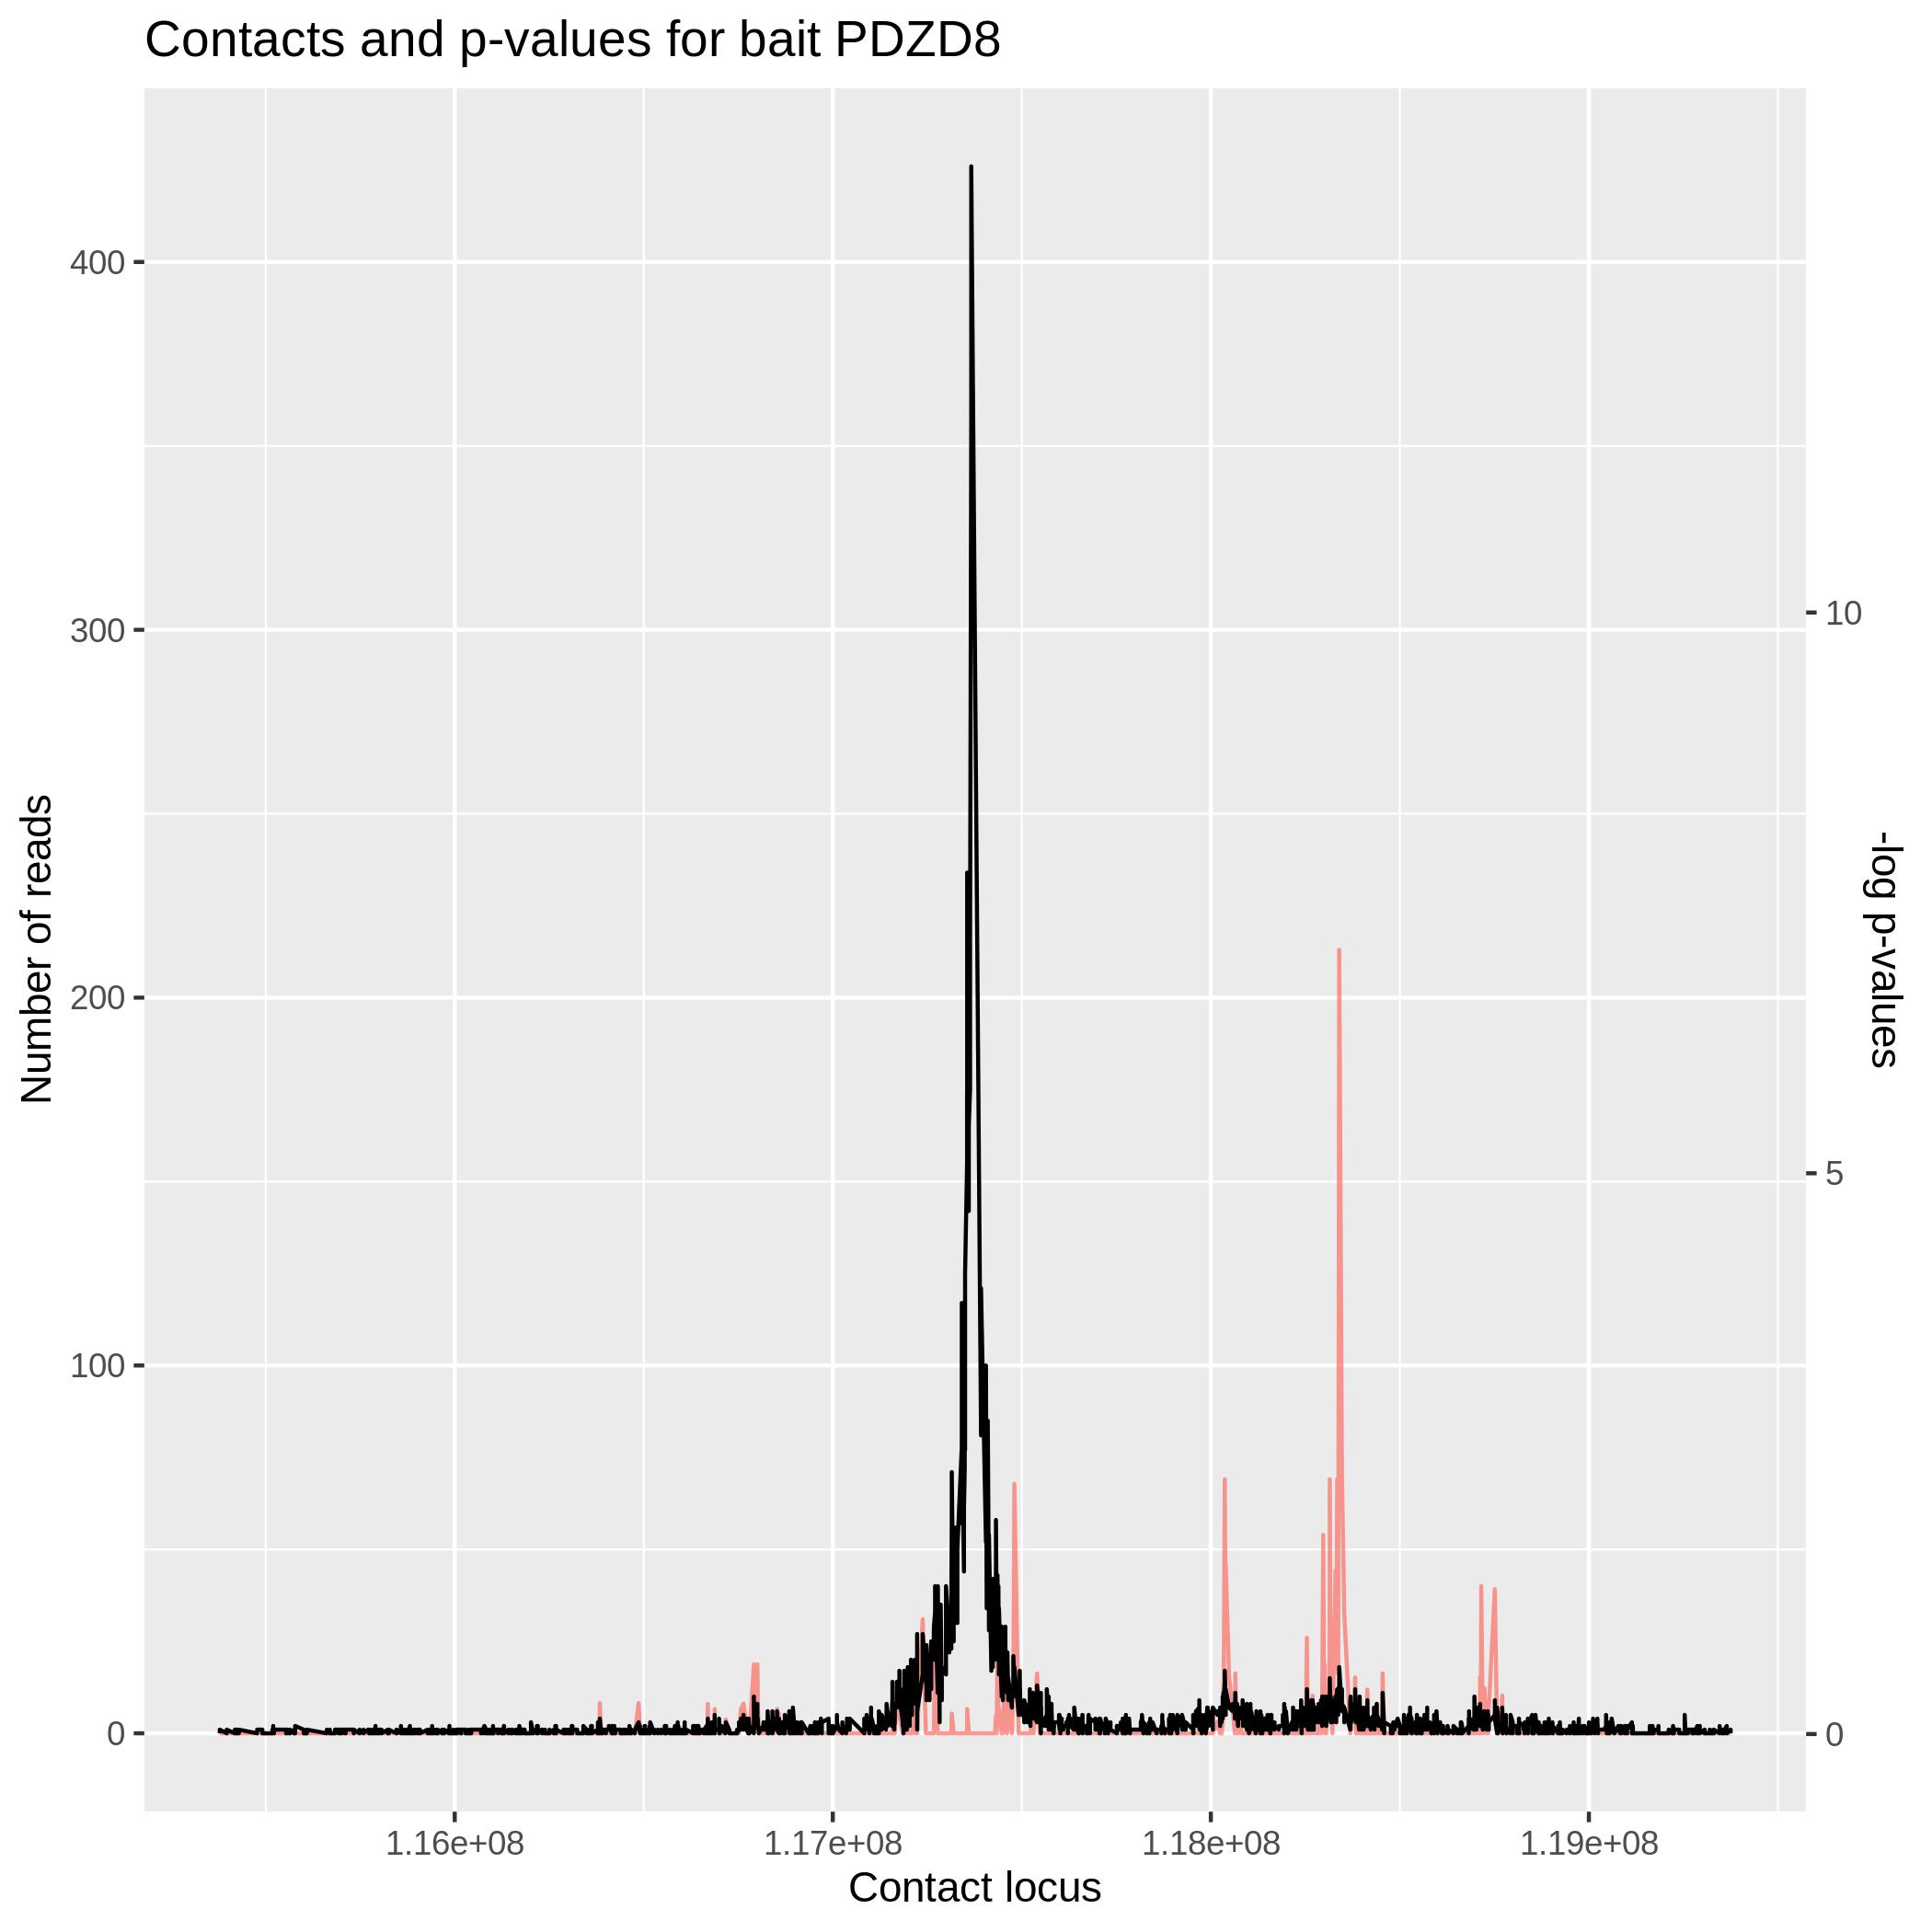 Contacts and p-values for bait PDZD8
400
300
200
100
0
10
5
0
Number of reads
-log p-values
1.16e+08 1.17e+08 1.18e+08 1.19e+08
Contact locus